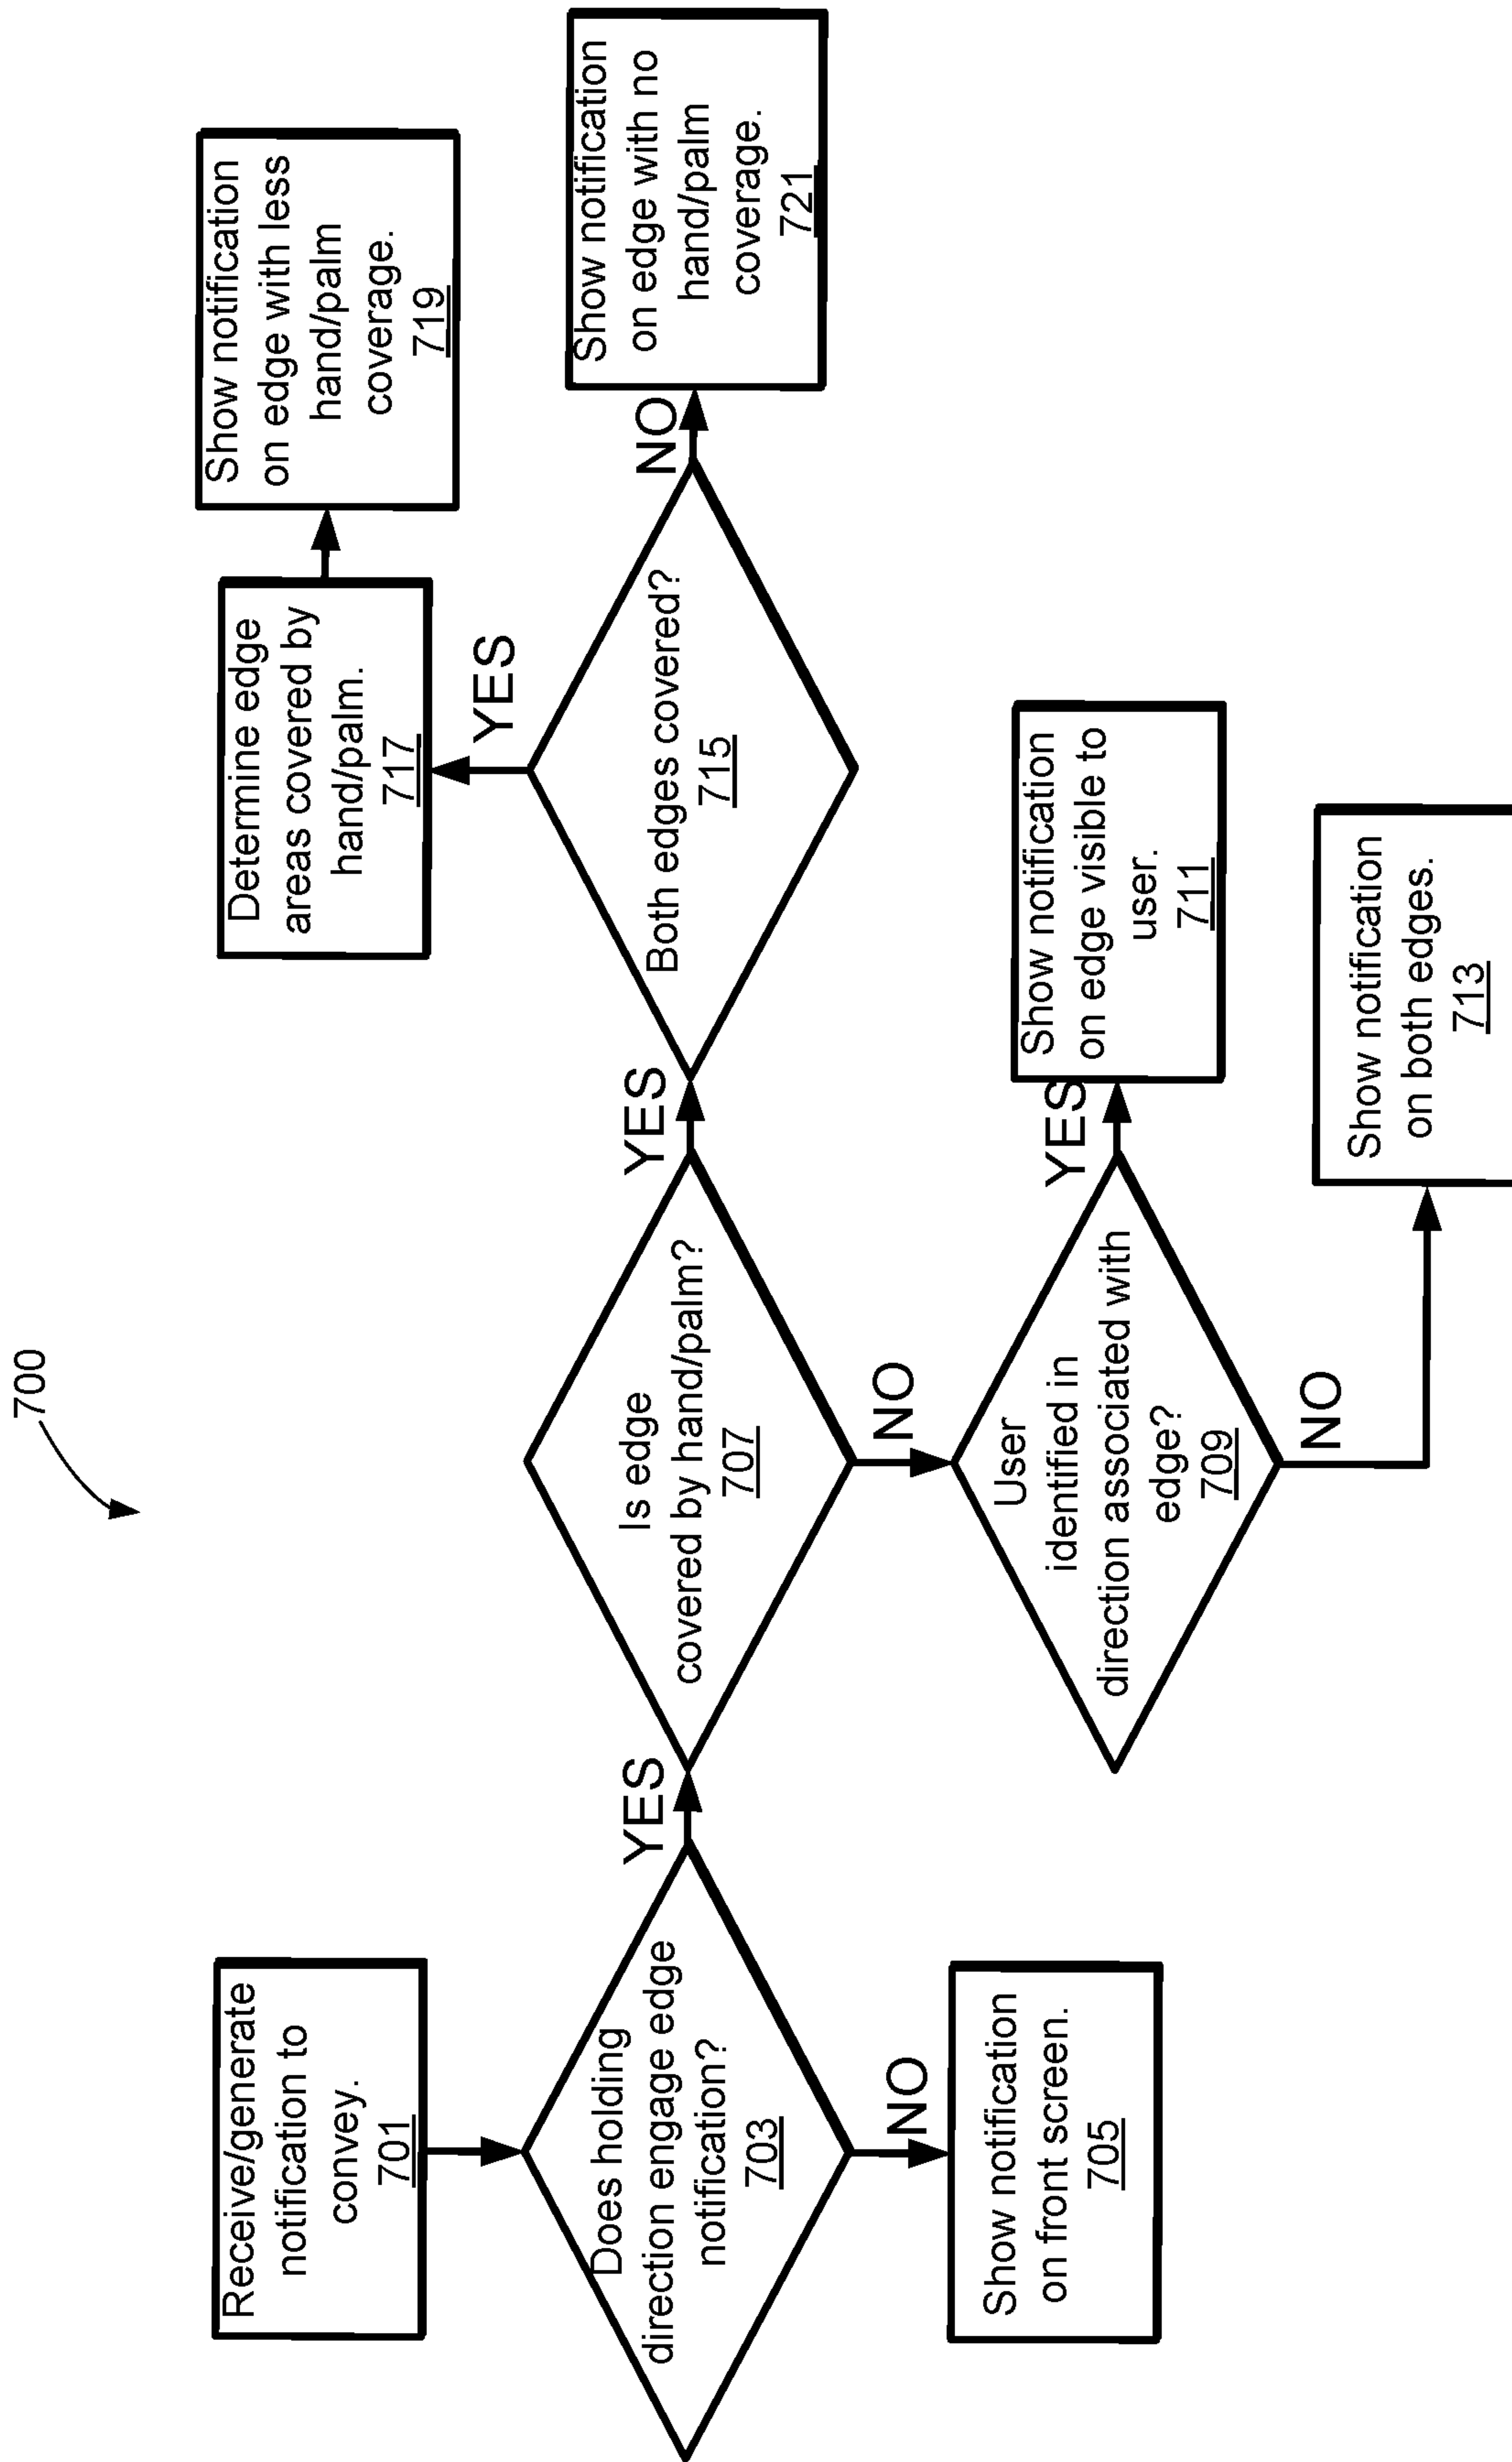 700
Receive/generate
notification to
convey.
701
Does holding
direction engage edge
notification?
703
YES
NO
Show notification
on front screen.
705
Is edge
covered by hand/palm?
707
YES
NO
User
identified in
direction associated with
edge?
709
YES
NO
Show notification
on edge visible to
user.
711
Show notification
on both edges.
713
Both edges covered?
715
YES
NO
Determine edge
areas covered by
hand/palm.
717
Show notification
on edge with less
hand/palm
coverage.
719
Show notification
on edge with no
hand/palm
coverage.
721